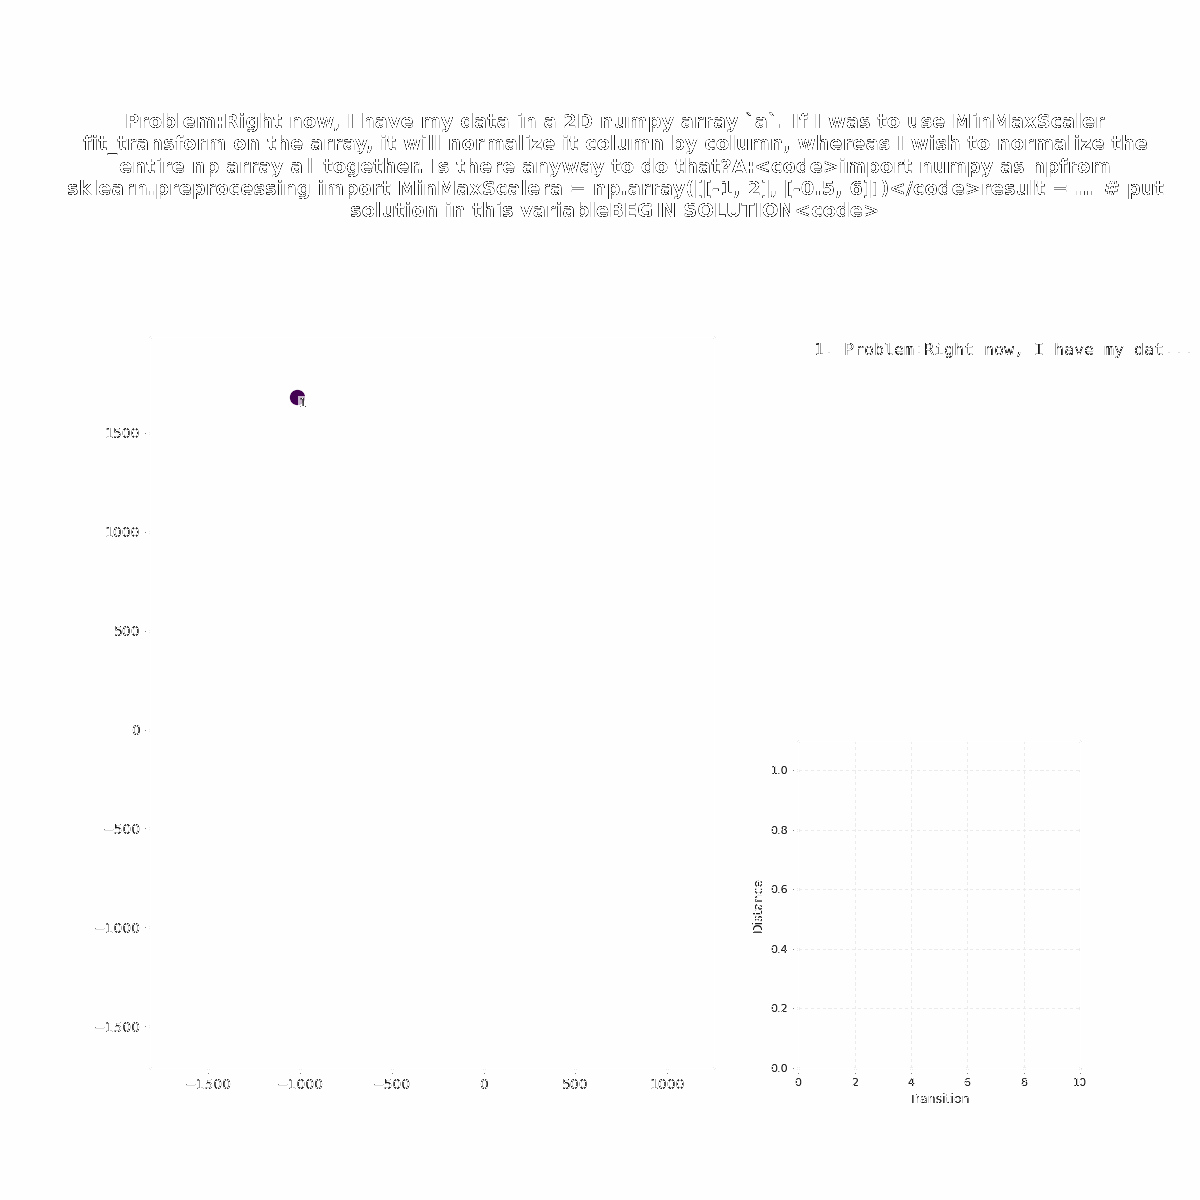 Problem:Right now, I have my data in a 2D numpy array `a`. If I was to use MinMaxScaler
fit_transform on the array, it will normalize it column by column, whereas I wish to normalize the
entire np array all together. Is there anyway to do that?A:<code>import numpy as npfrom
sklearn.preprocessing import MinMaxScalera = np.array([[-1, 2], [-0.5, 6]])</code>result = ... # put
solution in this variableBEGIN SOLUTION<code>
1. Problem:Right now, I have my dat...
1
1500
1000
500
0
−500
−1000
−1500
−1500 −1000 −500 0 500 1000
1.0
0.8
0.6
0.4
0.2
0.0
0 2 4 6 8 10
Distance
Transition